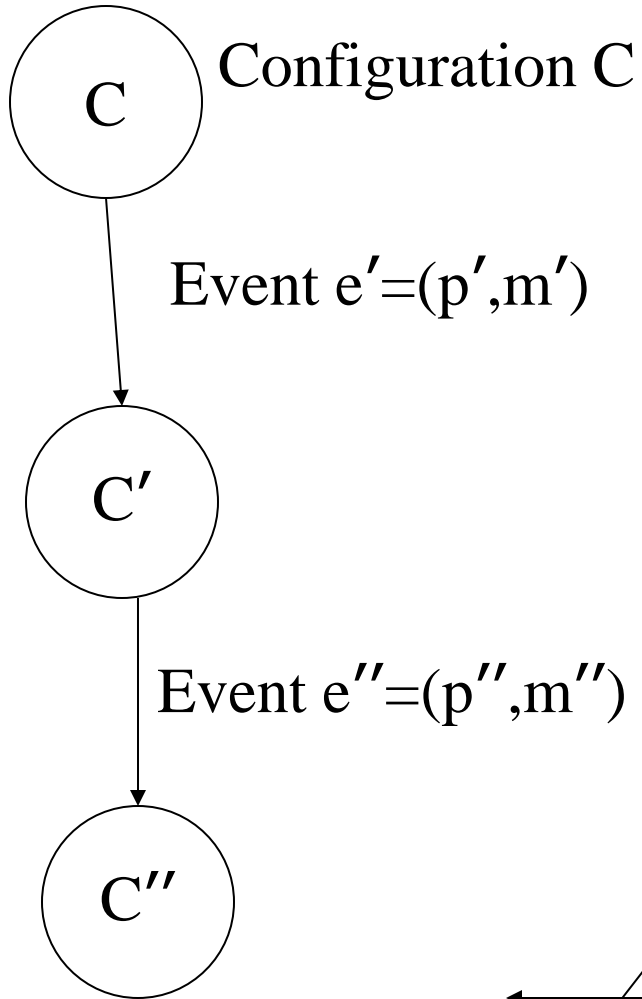 Configuration C
C
Event e′=(p′,m′)
C′
Event e″=(p″,m″)
C″